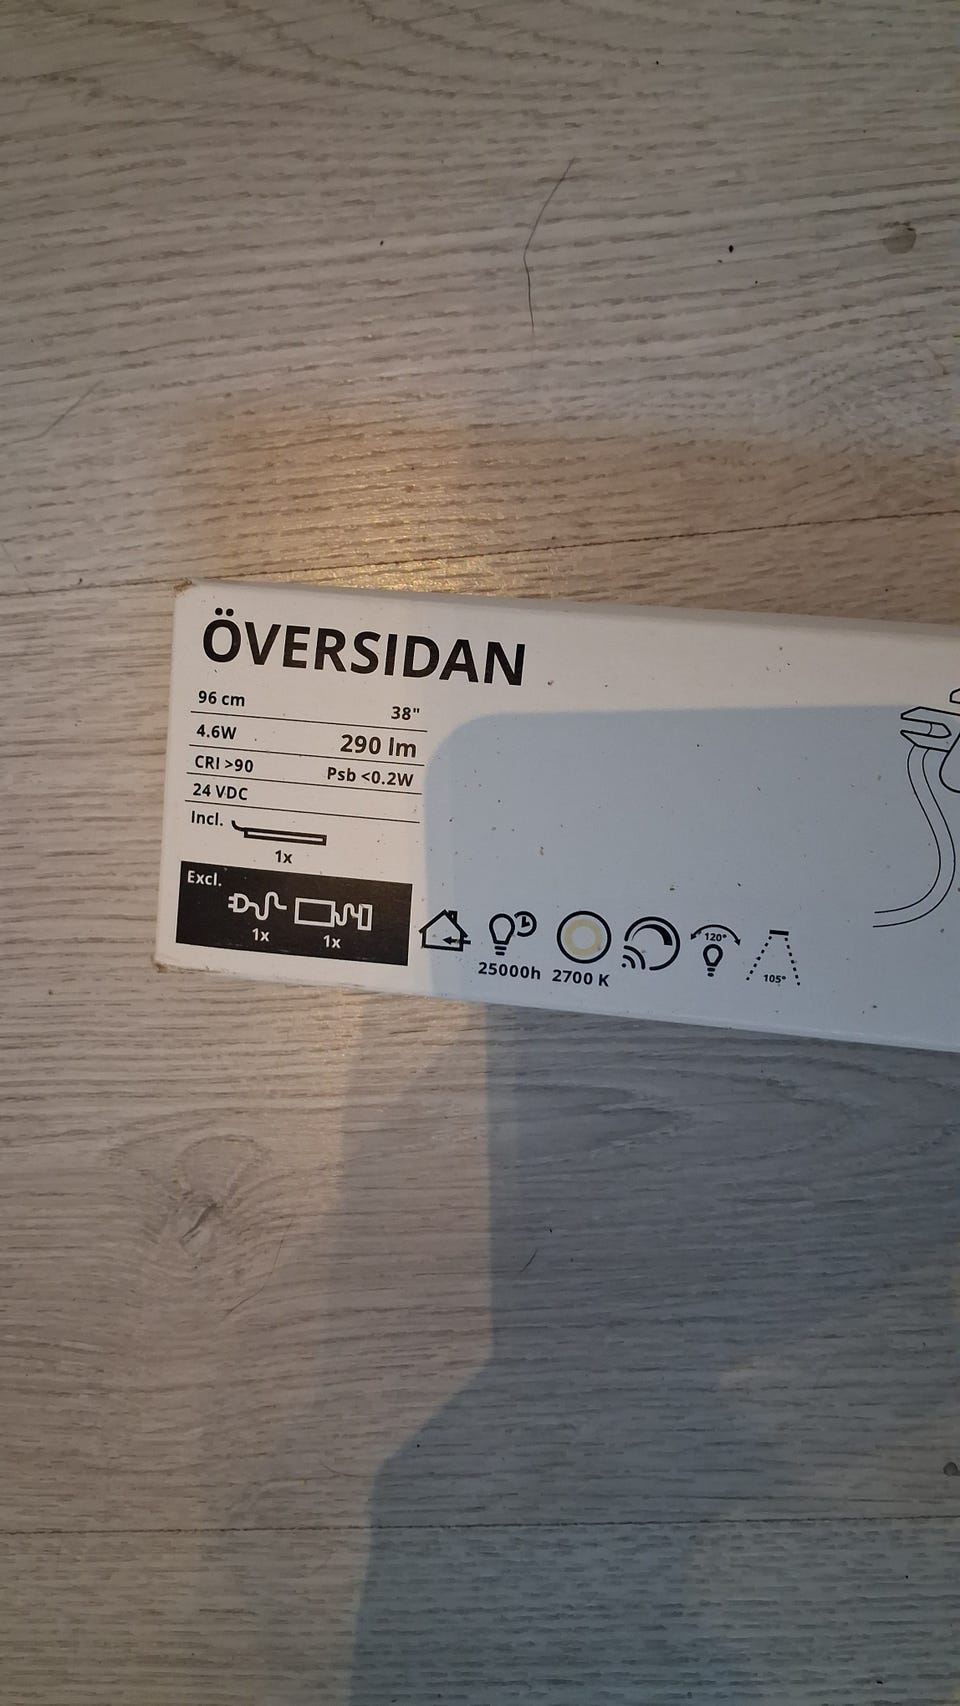 ÖVERSIDAN
96 cm 38"
4.6W 290 lm
CRI >90 Psb <0.2W
24 VDC
Incl.
1x
Excl.
1x 1x
25000h 2700 K 120° 105°